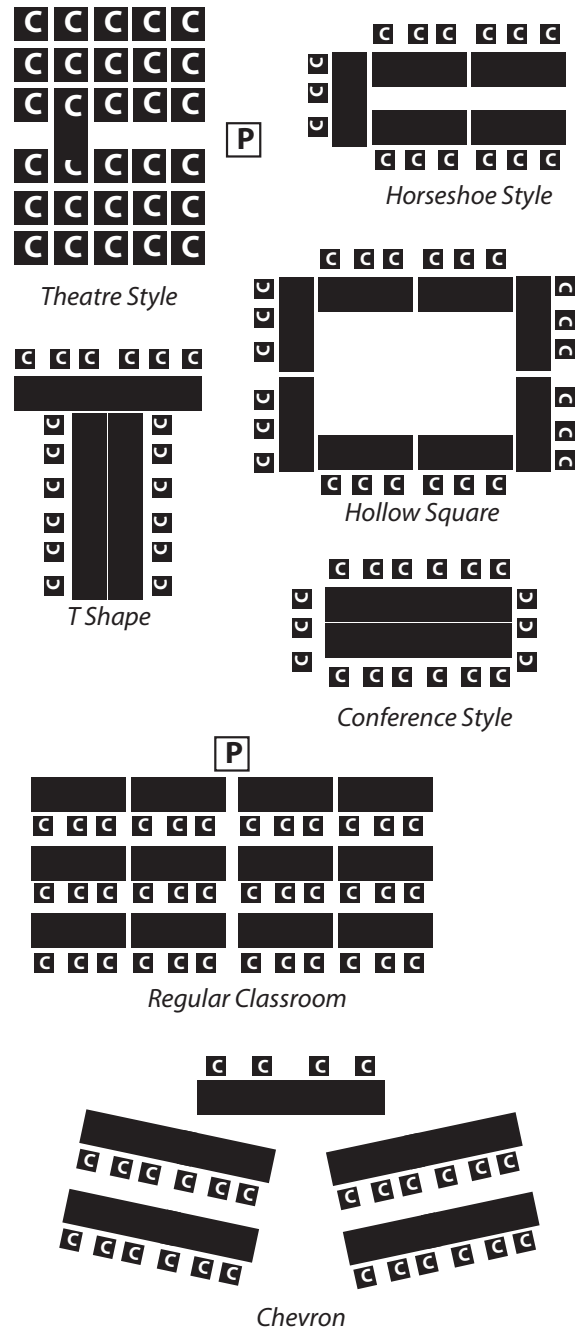 C C C C C
C C C C C
C C C C C
C C C C C
C C C C C
C C C C C
Theatre Style
P
C C C C C C
C
C
C
C C C C C C
Horseshoe Style
C C C C C C
C C
C C
C C
C C
C C
C C
C C C C C C
Hollow Square
C C C C C C
C C
C C
C C
C C
C C
C C
T Shape
C C C C C C
C C
C C
C C
C C C C C C
Conference Style
P
C C C C C C C C C C C C
C C C C C C C C C C C C
C C C C C C C C C C C C
Regular Classroom
C C C C
C C C C C C
C C C C C C
C C C C C C
C C C C C C
Chevron